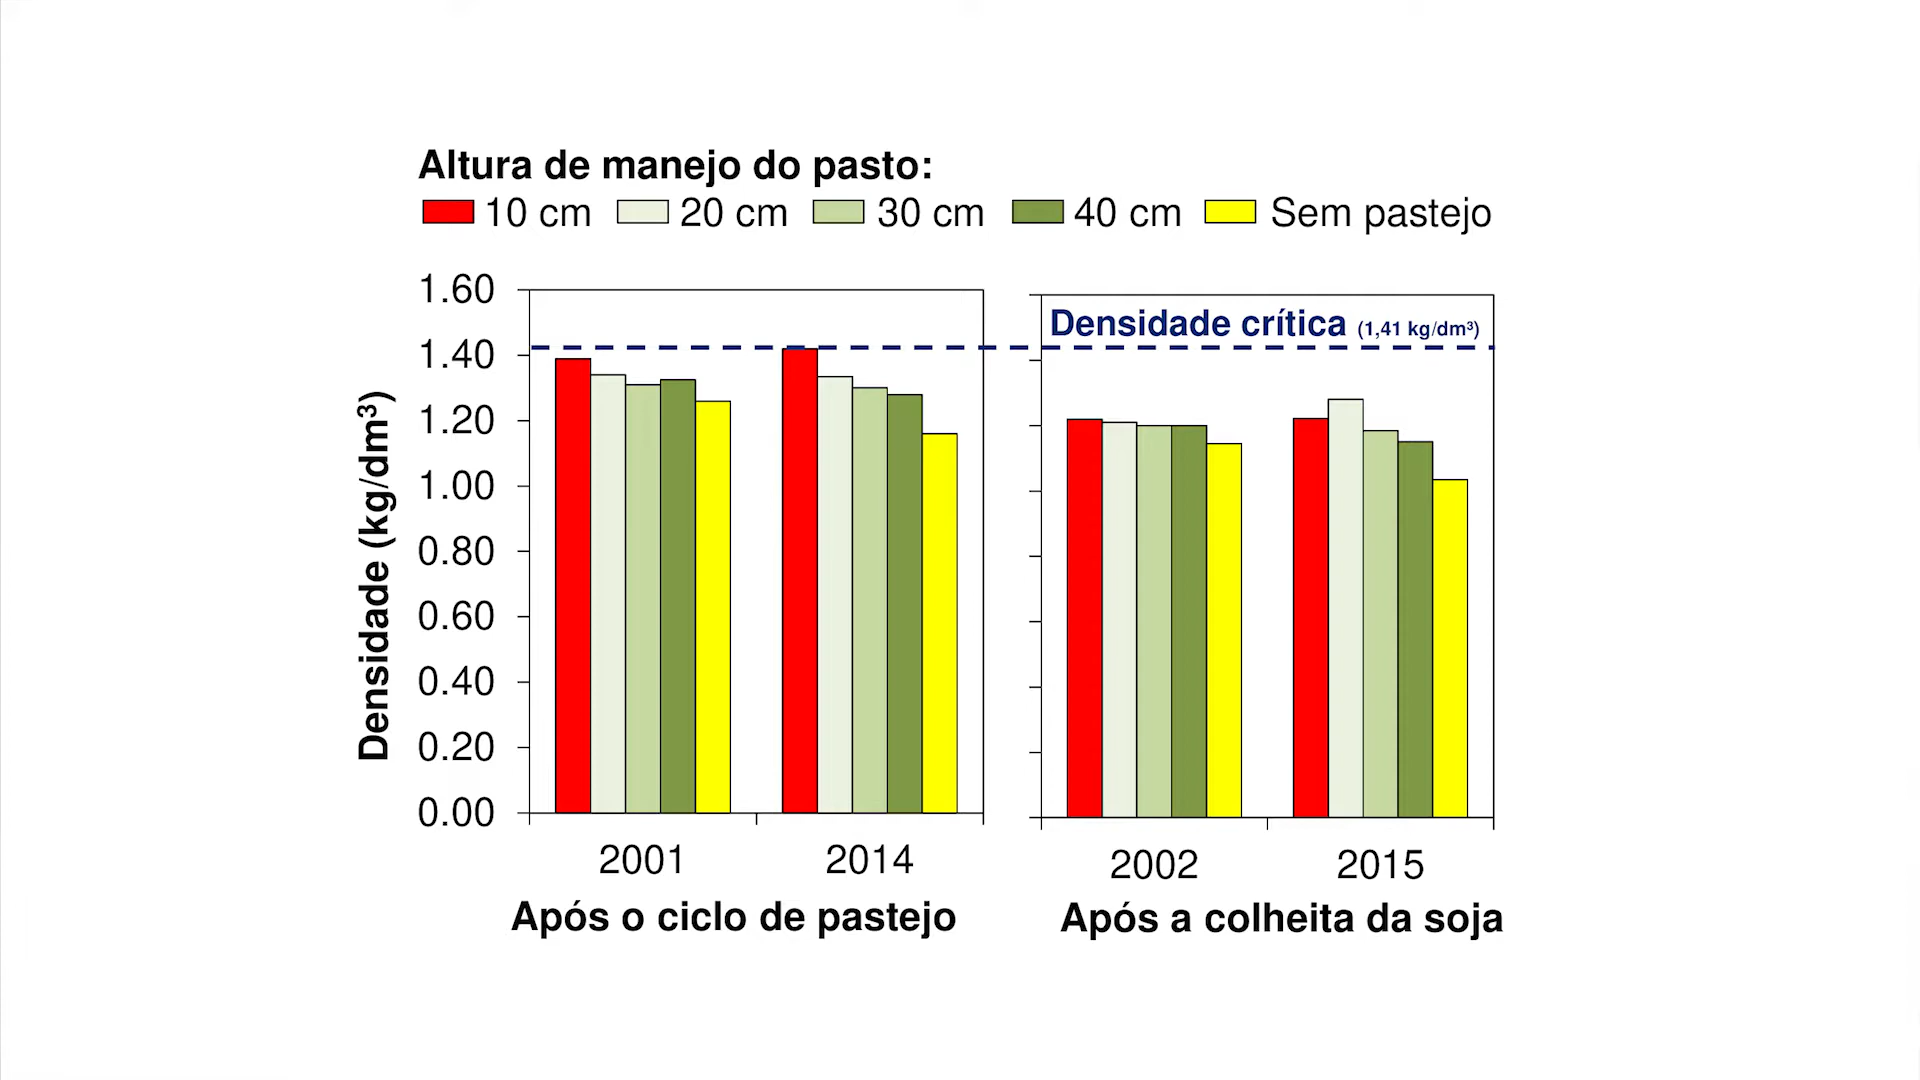 Altura de manejo do pasto:
10 cm 20 cm 30 cm 40 cm Sem pastejo
Densidade crítica (1,41 kg/dm³)
Densidade (kg/dm³)
1.60
1.40
1.20
1.00
0.80
0.60
0.40
0.20
0.00
2001 2014
Após o ciclo de pastejo
2002 2015
Após a colheita da soja